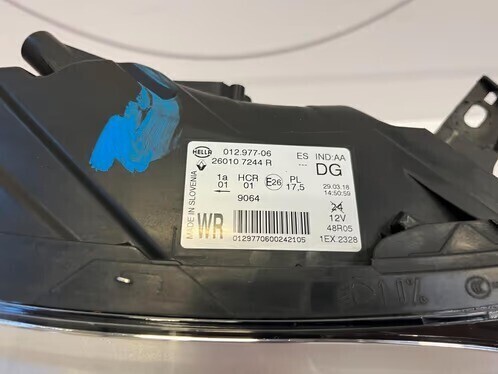 HELLA 012.977-06 ES IND:AA
26010 7244 R --- DG
1a 01 HCR 01 E26 PL 17,5 29.03.18 14:50:59
9064 24
12V
MADE IN SLOVENIA WR 48R05
0129770600242105 1EX 2328